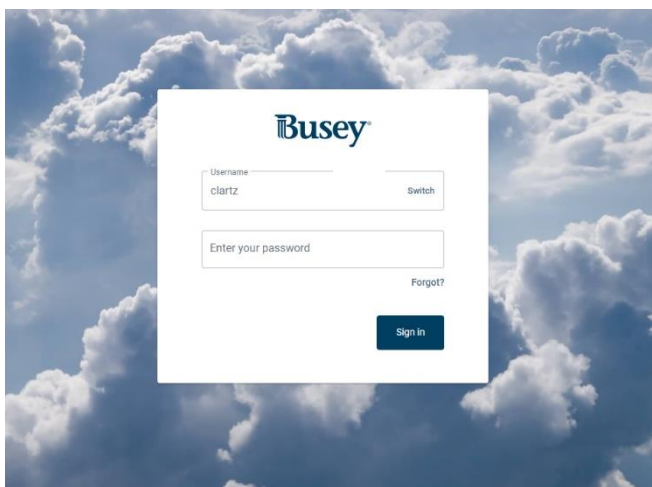 Busey
Username
clartz
Switch
Enter your password
Forgot?
Sign in